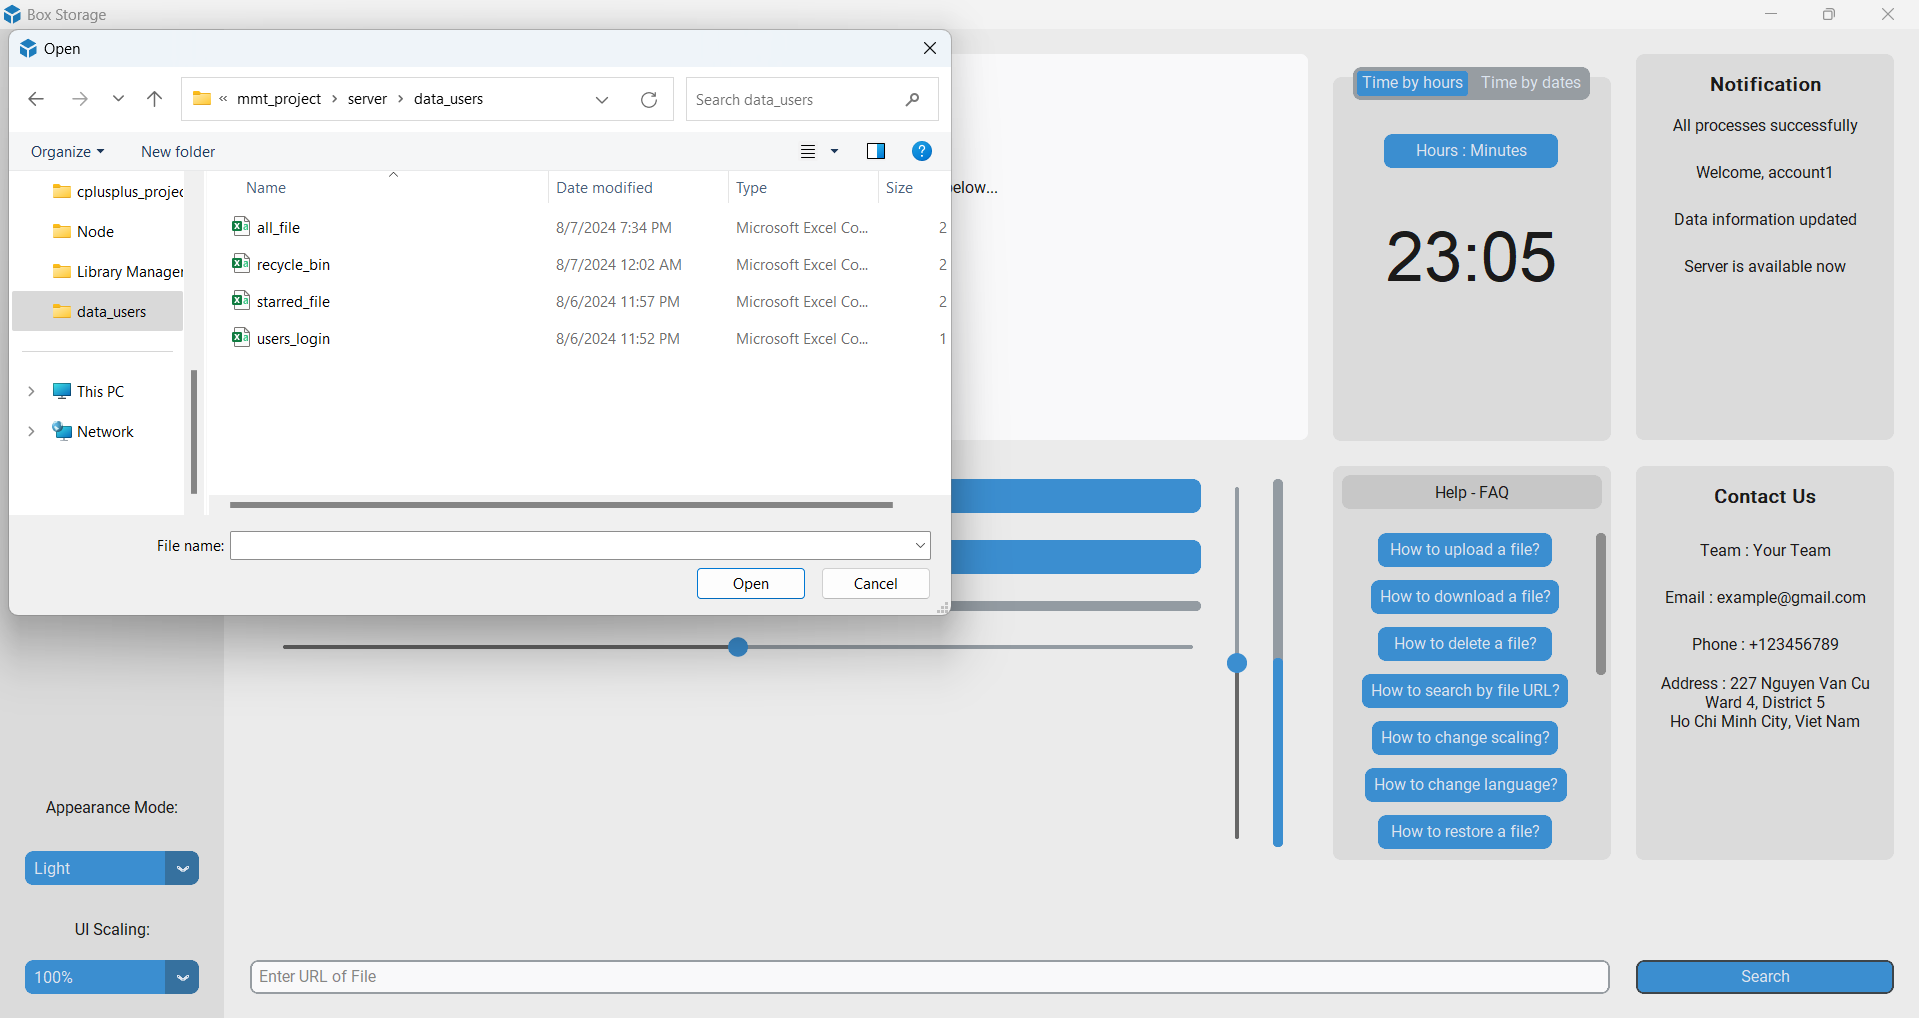 Box Storage
Open
« mmt_project > server > data_users
Search data_users
Organize
New folder
?
Name
Date modified
Type
Size
all_file
8/7/2024 7:34 PM
Microsoft Excel Co...
2
recycle_bin
8/7/2024 12:02 AM
Microsoft Excel Co...
2
starred_file
8/6/2024 11:57 PM
Microsoft Excel Co...
2
users_login
8/6/2024 11:52 PM
Microsoft Excel Co...
1
cplusplus_projec
Node
Library Manager
data_users
This PC
Network
File name:
Open
Cancel
elow...
Time by hours
Time by dates
Hours : Minutes
23:05
Notification
All processes successfully
Welcome, account1
Data information updated
Server is available now
Help - FAQ
How to upload a file?
How to download a file?
How to delete a file?
How to search by file URL?
How to change scaling?
How to change language?
How to restore a file?
Contact Us
Team : Your Team
Email : example@gmail.com
Phone : +123456789
Address : 227 Nguyen Van Cu
Ward 4, District 5
Ho Chi Minh City, Viet Nam
Appearance Mode:
Light
UI Scaling:
100%
Enter URL of File
Search